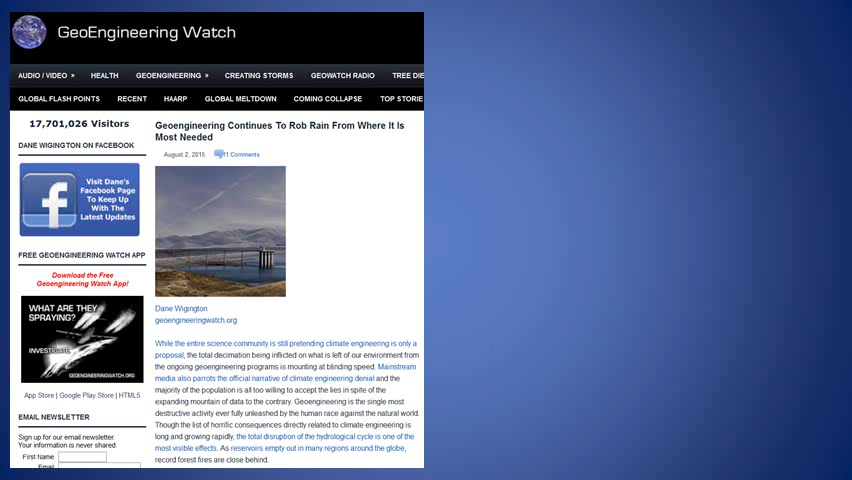 GeoEngineering Watch
AUDIO / VIDEO » HEALTH GEOENGINEERING » CREATING STORMS GEOWATCH RADIO TREE DIE
GLOBAL FLASH POINTS RECENT HAARP GLOBAL MELTDOWN COMING COLLAPSE TOP STORIE
17,701,026 Visitors
DANE WIGINGTON ON FACEBOOK
Visit Dane's
Facebook Page
To Keep Up
With The
Latest Updates
FREE GEOENGINEERING WATCH APP
Download the Free
Geoengineering Watch App!
WHAT ARE THEY
SPRAYING?
INVESTIGATE
GEOENGINEERINGWATCH.ORG
App Store | Google Play Store | HTML5
EMAIL NEWSLETTER
Sign up for our email newsletter.
Your information is never shared.
First Name
Email
Geoengineering Continues To Rob Rain From Where It Is
Most Needed
August 2, 2015 11 Comments
Dane Wigington
geoengineeringwatch.org
While the entire science community is still pretending climate engineering is only a
proposal, the total decimation being inflicted on what is left of our environment from
the ongoing geoengineering programs is mounting at blinding speed. Mainstream
media also parrots the official narrative of climate engineering denial and the
majority of the population is all too willing to accept the lies in spite of the
expanding mountain of data to the contrary. Geoengineering is the single most
destructive activity ever fully unleashed by the human race against the natural world.
Though the list of horrific consequences directly related to climate engineering is
long and growing rapidly, the total disruption of the hydrological cycle is one of the
most visible effects. As reservoirs empty out in many regions around the globe,
record forest fires are close behind.